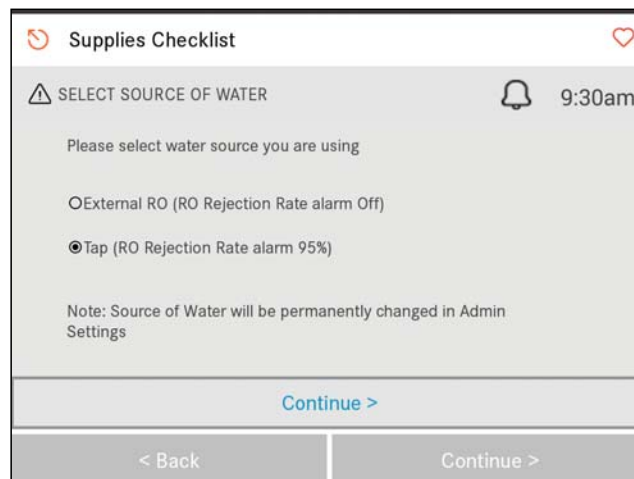 Supplies Checklist
SELECT SOURCE OF WATER
9:30am
Please select water source you are using
External RO (RO Rejection Rate alarm Off)
Tap (RO Rejection Rate alarm 95%)
Note: Source of Water will be permanently changed in Admin
Settings
Continue >
< Back
Continue >